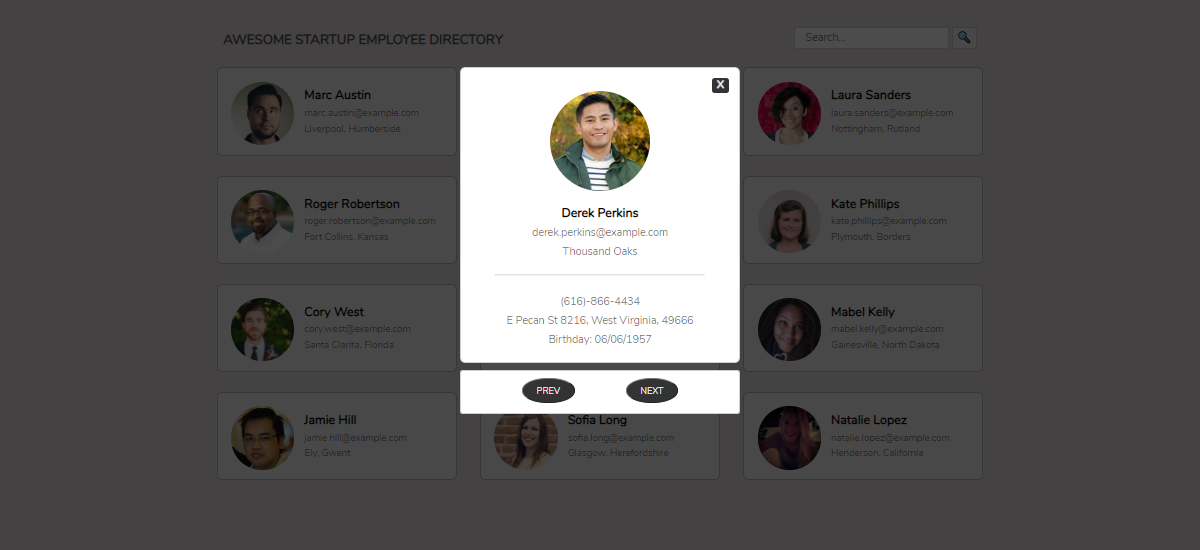 AWESOME STARTUP EMPLOYEE DIRECTORY
Search...
Marc Austin
marc.austin@example.com
Liverpool, Humberside
X
Derek Perkins
derek.perkins@example.com
Thousand Oaks
(616)-866-4434
E Pecan St 8216, West Virginia, 49666
Birthday: 06/06/1957
PREV
NEXT
Laura Sanders
laura.sanders@example.com
Nottingham, Rutland
Roger Robertson
roger.robertson@example.com
Fort Collins, Kansas
Kate Phillips
kate.phillips@example.com
Plymouth, Borders
Cory West
cory.west@example.com
Santa Clarita, Florida
Mabel Kelly
mabel.kelly@example.com
Gainesville, North Dakota
Jamie Hill
jamie.hill@example.com
Ely, Gwent
Sofia Long
sofia.long@example.com
Glasgow, Herefordshire
Natalie Lopez
natalie.lopez@example.com
Henderson, California